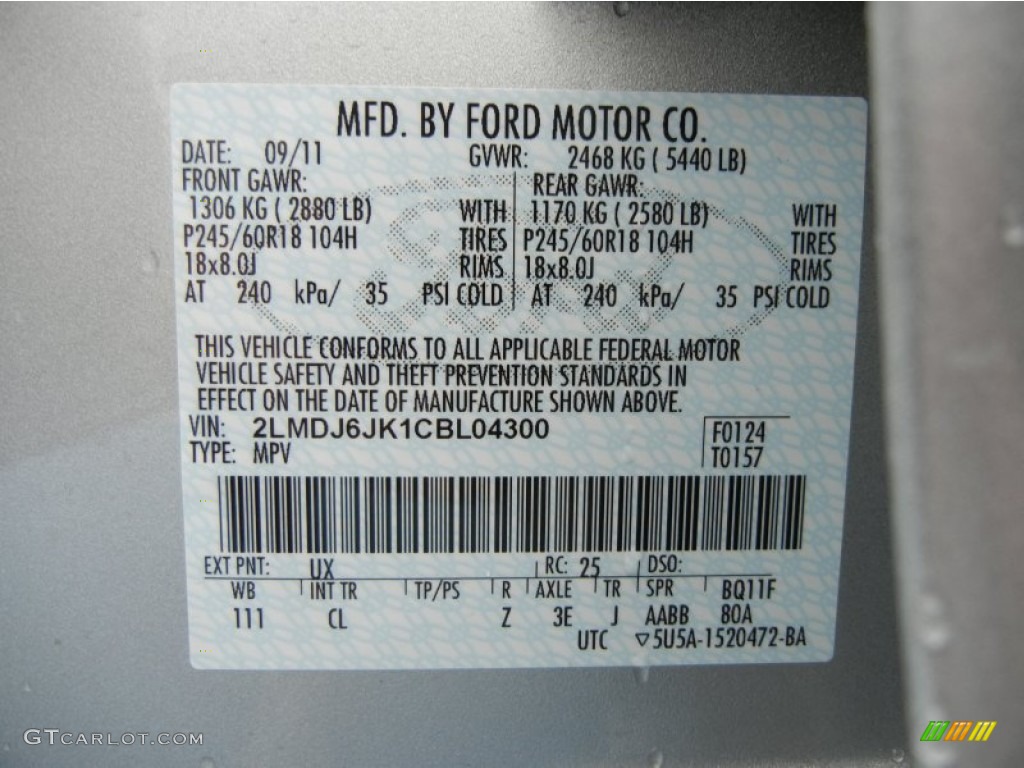 MFD. BY FORD MOTOR CO.
DATE: 09/11 GVWR: 2468 KG ( 5440 LB)
FRONT GAWR: REAR GAWR:
1306 KG ( 2880 LB) WITH 1170 KG ( 2580 LB) WITH
P245/60R18 104H TIRES P245/60R18 104H TIRES
18x8.0J RIMS 18x8.0J RIMS
AT 240 kPa/ 35 PSI COLD AT 240 kPa/ 35 PSI COLD
Ford
THIS VEHICLE CONFORMS TO ALL APPLICABLE FEDERAL MOTOR
VEHICLE SAFETY AND THEFT PREVENTION STANDARDS IN
EFFECT ON THE DATE OF MANUFACTURE SHOWN ABOVE.
VIN: 2LMDJ6JK1CBL04300 F0124
TYPE: MPV T0157
EXT PNT: UX RC: 25 DSO:
WB INT TR TP/PS R AXLE TR SPR BQ11F
111 CL Z 3E J AABB 80A
UTC ▽5U5A-1520472-BA
GTCARLOT.COM